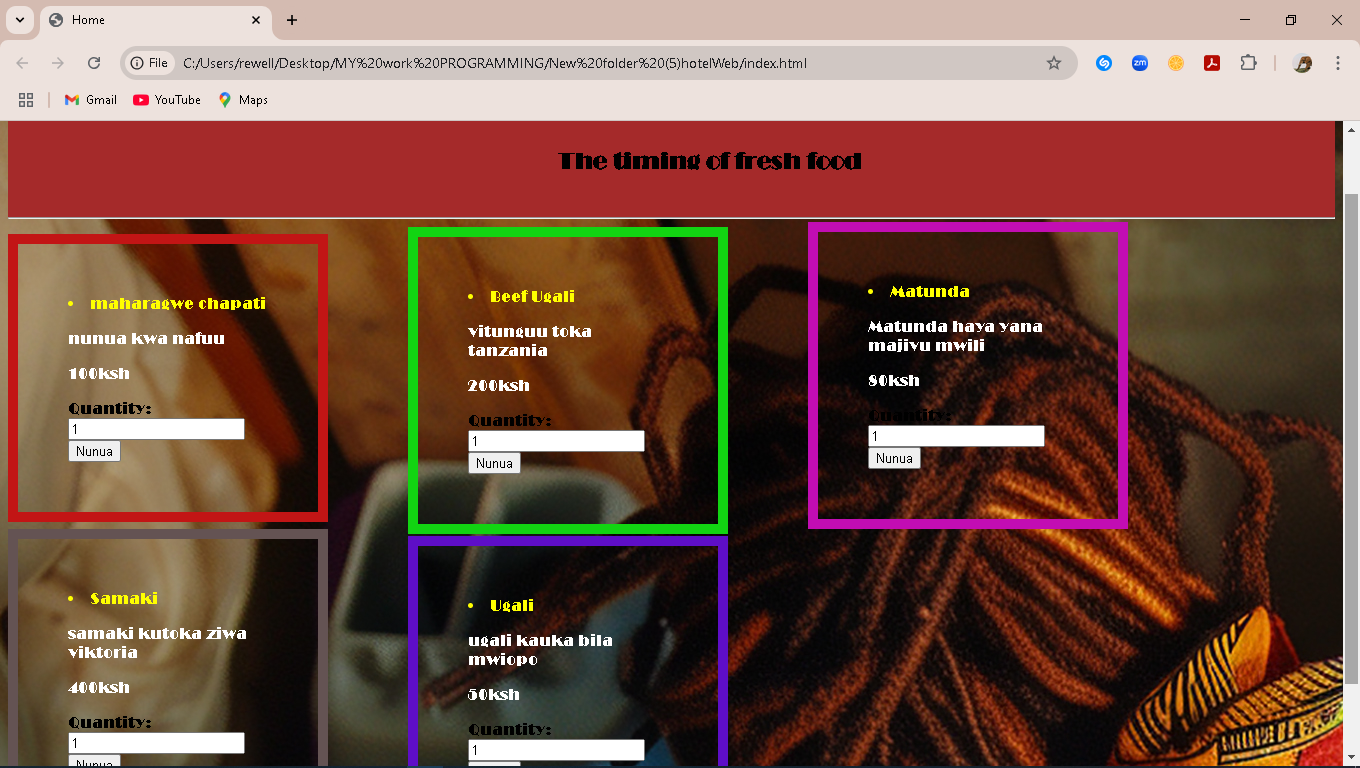 Home
File
C:/Users/rewell/Desktop/MY%20work%20PROGRAMMING/New%20folder%20(5)hotelWeb/index.html
zm
Gmail
YouTube
Maps
The timing of fresh food
maharagwe chapati
nunua kwa nafuu
100ksh
Quantity:
1
Nunua
Beef Ugali
vitunguu toka
tanzania
200ksh
Quantity:
1
Nunua
Matunda
Matunda haya yana
majivu mwili
80ksh
Quantity:
1
Nunua
Samaki
samaki kutoka ziwa
viktoria
400ksh
Quantity:
1
Nunua
Ugali
ugali kauka bila
mwiopo
50ksh
Quantity:
1